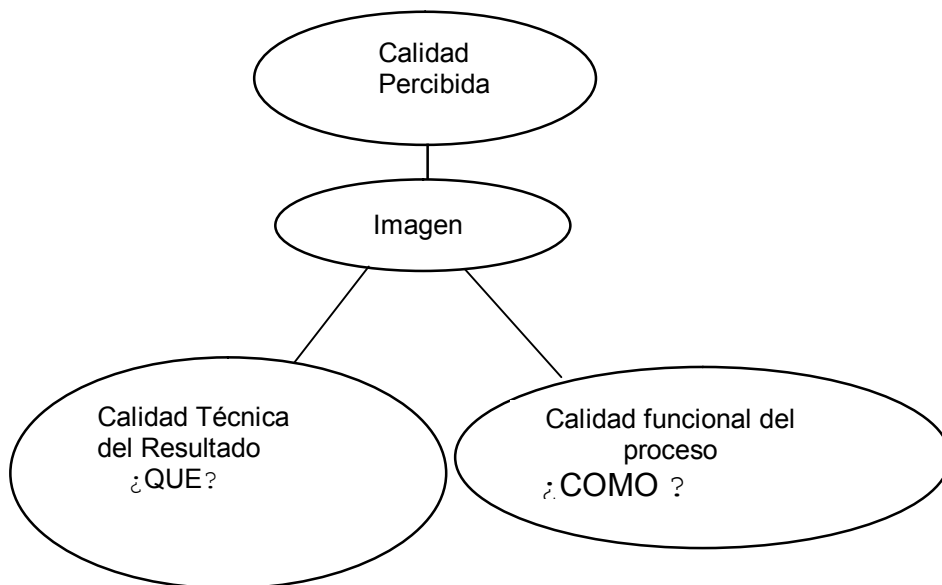 Calidad
Percibida
Imagen
Calidad Técnica
del Resultado
¿QUE?
Calidad funcional del
proceso
¿COMO ?